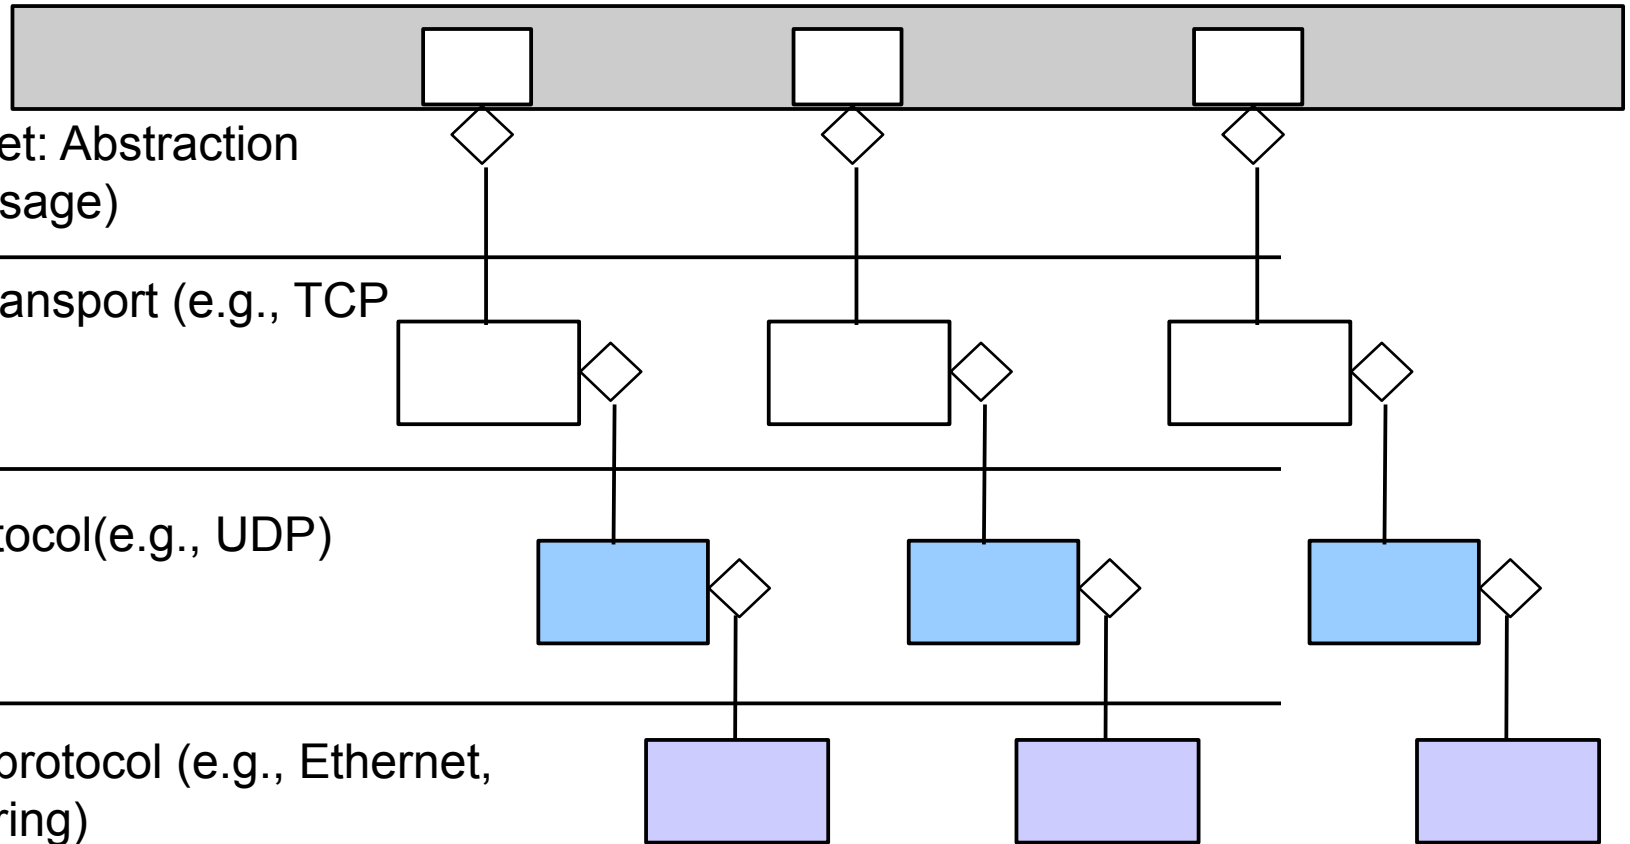 et: Abstraction
sage)
ansport (e.g., TCP
tocol(e.g., UDP)
protocol (e.g., Ethernet,
ring)